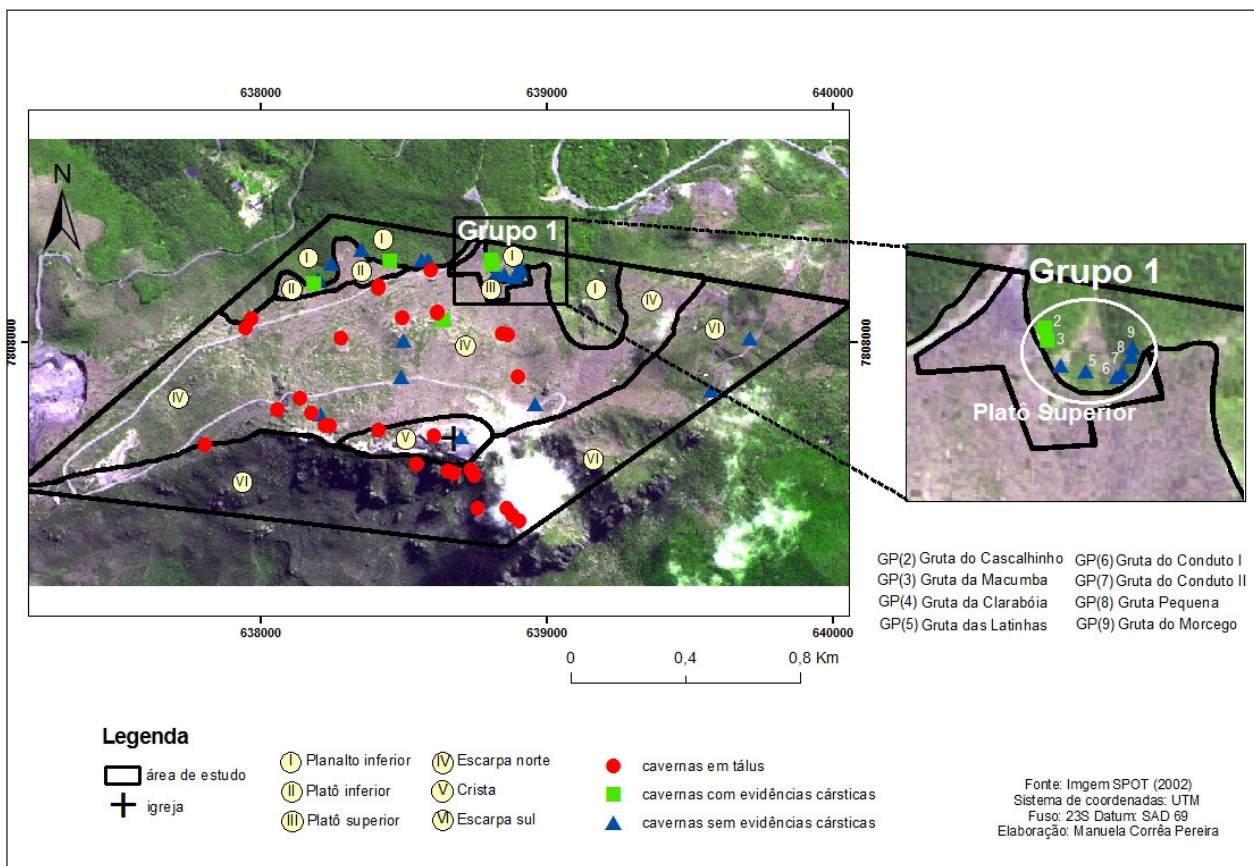 638000 639000 640000
N
Grupo 1
I
I
I
II
II
III
I
IV
VI
7808000
7808000
IV
IV
V
VI
VI
638000 639000 640000
0 0,4 0,8 Km
Grupo 1
2
3
4
5
6
7
8
9
Platô Superior
GP(2) Gruta do Cascalhinho GP(6) Gruta do Conduto I
GP(3) Gruta da Macumba GP(7) Gruta do Conduto II
GP(4) Gruta da Clarabóia GP(8) Gruta Pequena
GP(5) Gruta das Latinhas GP(9) Gruta do Morcego
Legenda
área de estudo
igreja
I Planalto inferior
II Platô inferior
III Platô superior
IV Escarpa norte
V Crista
VI Escarpa sul
cavernas em tálus
cavernas com evidências cársticas
cavernas sem evidências cársticas
Fonte: Imgem SPOT (2002)
Sistema de coordenadas: UTM
Fuso: 23S Datum: SAD 69
Elaboração: Manuela Corrêa Pereira